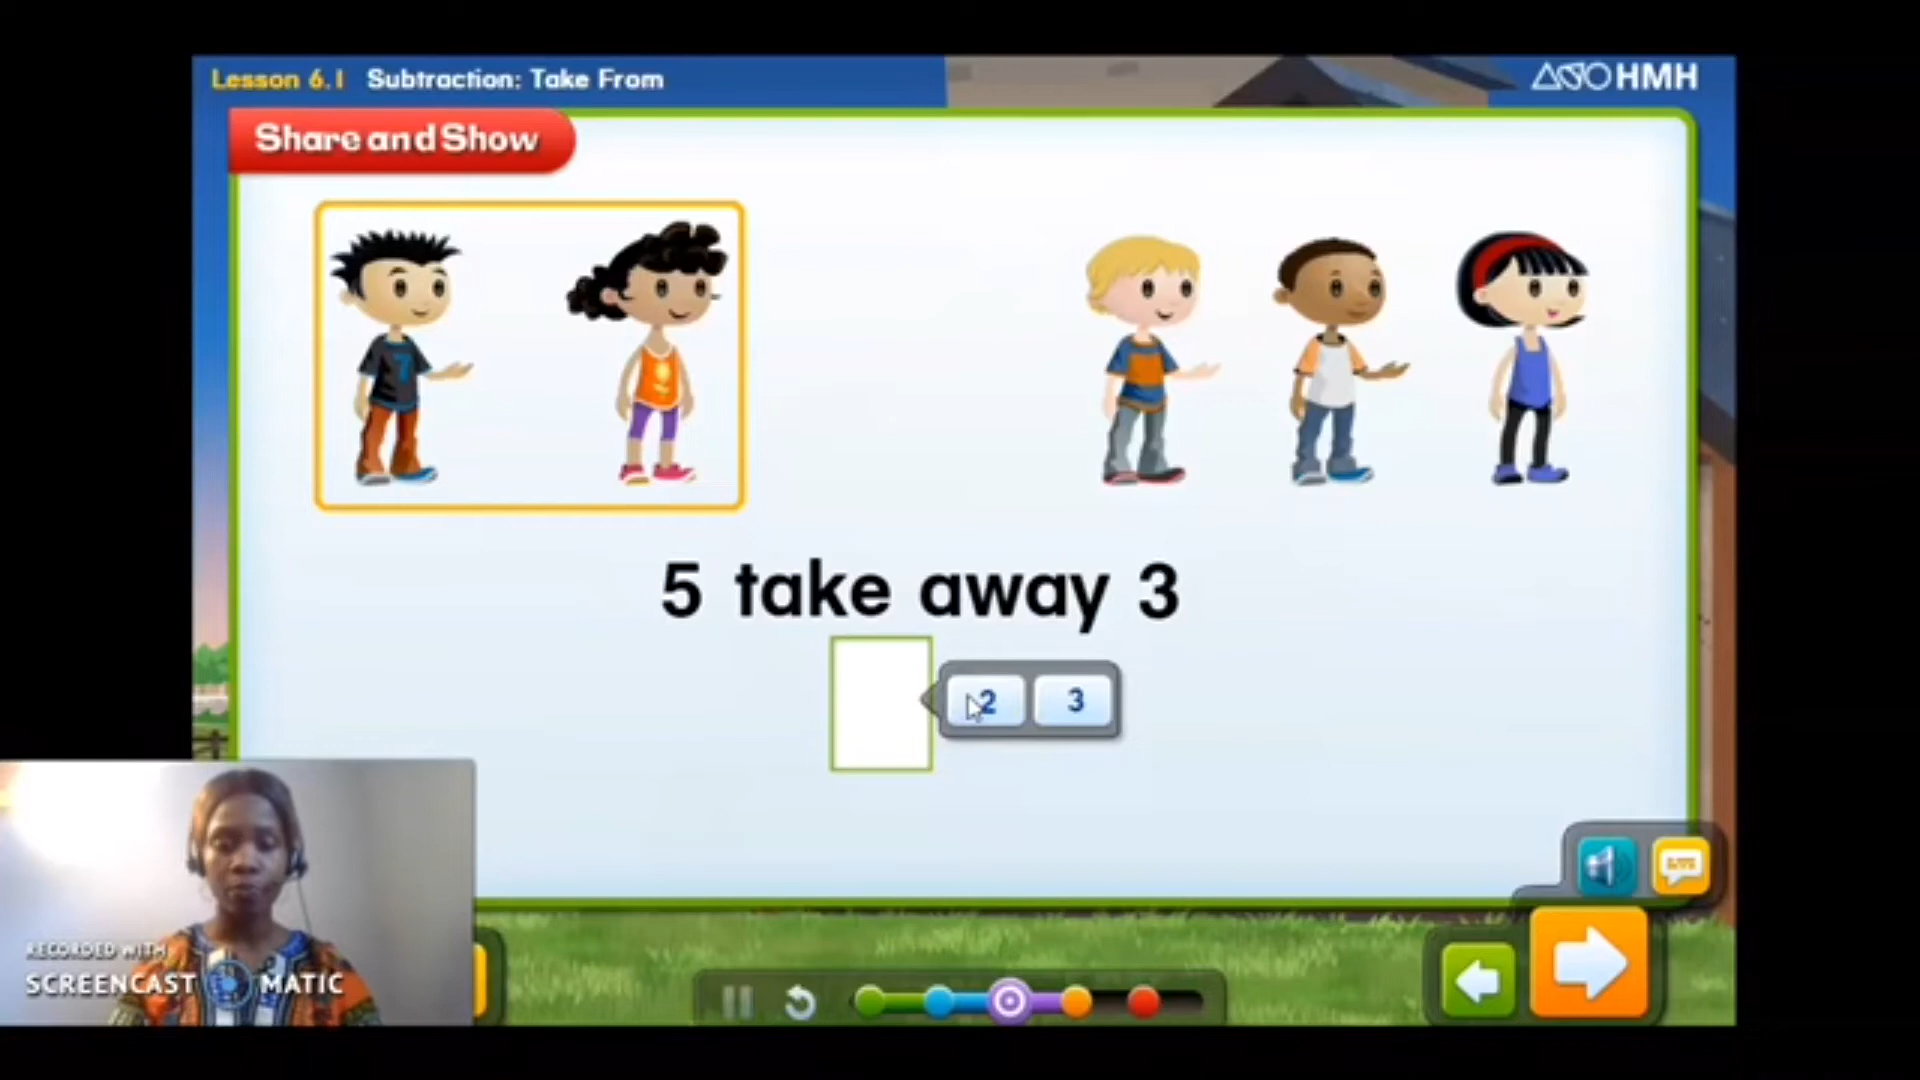 Lesson 6.1 Subtraction: Take From
HMH
Share and Show
7
5 take away 3
2 3
RECORDED WITH
SCREENCAST MATIC